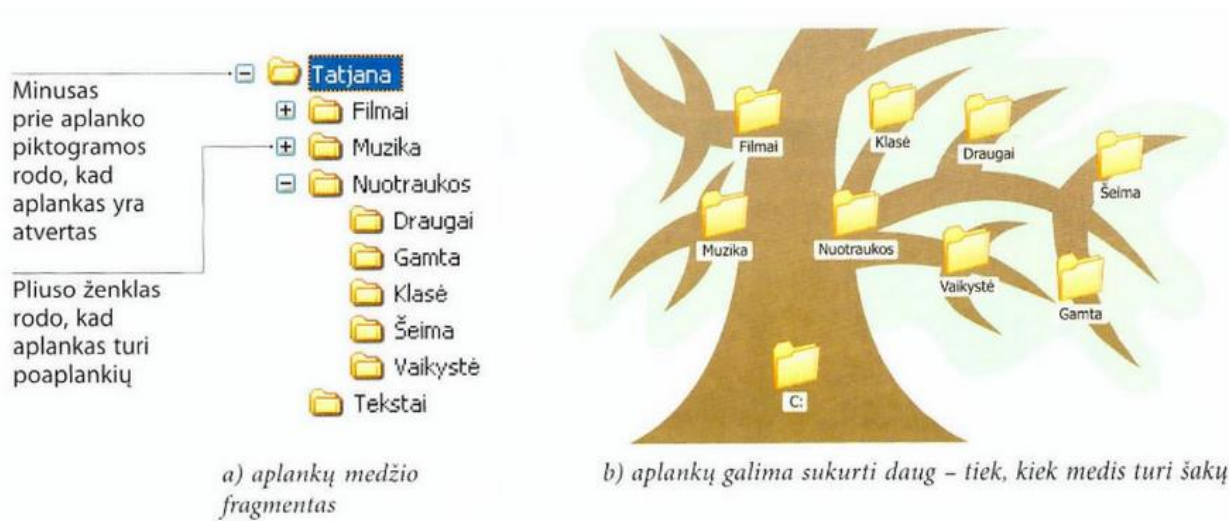 Minusas
prie aplanko
piktogramos
rodo, kad
aplankas yra
atvertas
Pliuso ženklas
rodo, kad
aplankas turi
poaplankių
Tatjana
Filmai
Muzika
Nuotraukos
Draugai
Gamta
Klasė
Šeima
Vaikystė
Tekstai
a) aplankų medžio
fragmentas
Filmai
Klasė
Draugai
Šeima
Muzika
Nuotraukos
Vaikystė
Gamta
C:
b) aplankų galima sukurti daug – tiek, kiek medis turi šakų